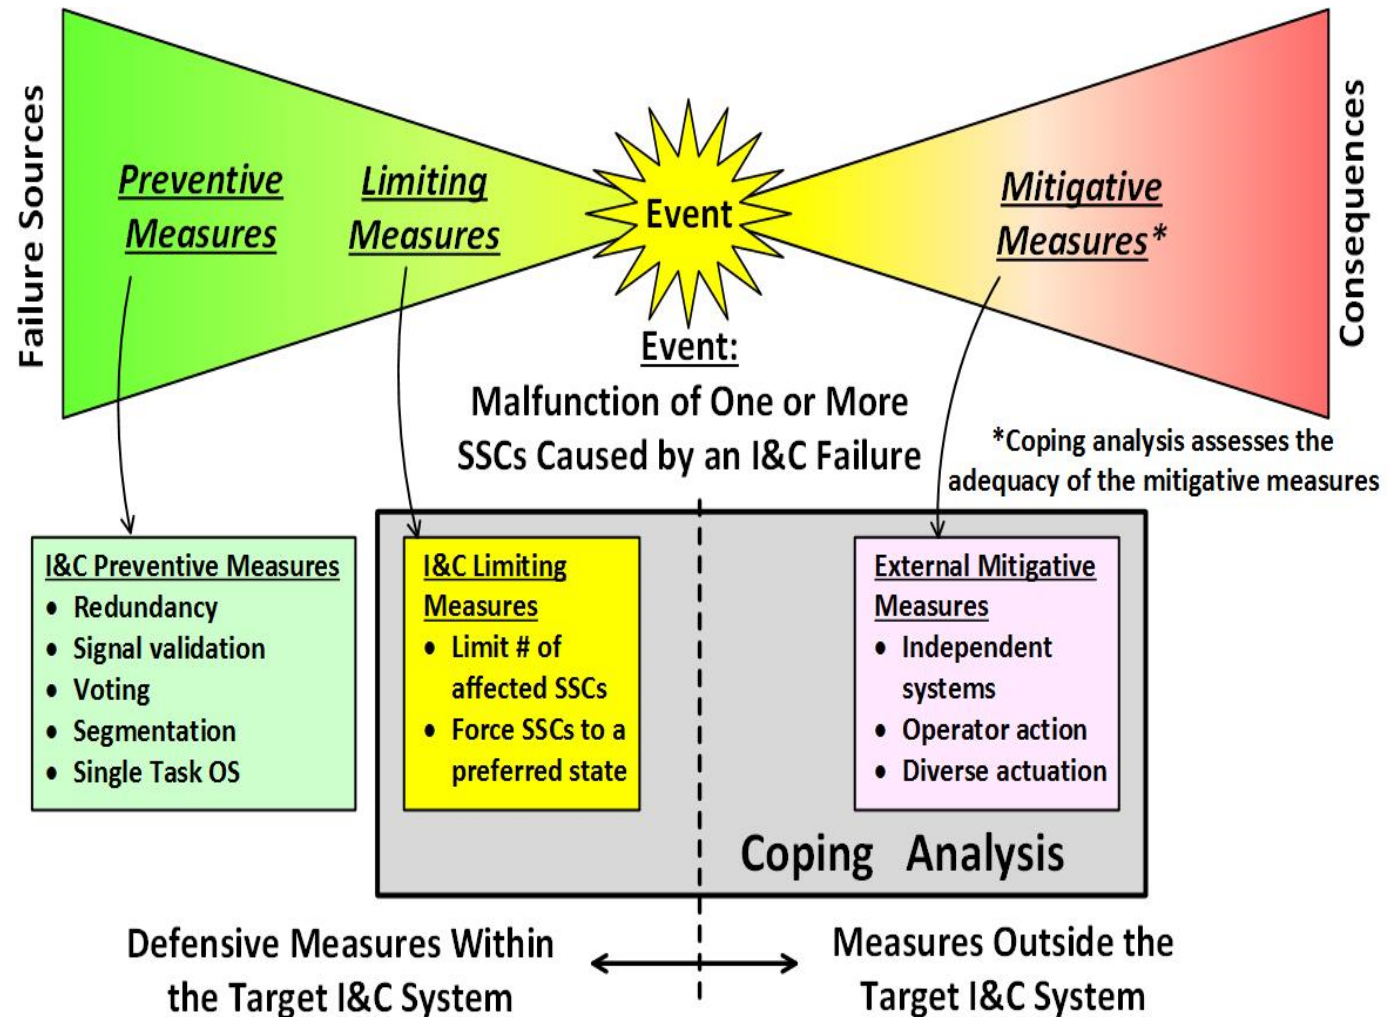 Failure Sources
Preventive
Measures
Limiting
Measures
Event
Mitigative
Measures*
Consequences
Event:
Malfunction of One or More
SSCs Caused by an I&C Failure
*Coping analysis assesses the
adequacy of the mitigative measures
I&C Preventive Measures
• Redundancy
• Signal validation
• Voting
• Segmentation
• Single Task OS
I&C Limiting
Measures
• Limit # of
affected SSCs
• Force SSCs to a
preferred state
External Mitigative
Measures
• Independent
systems
• Operator action
• Diverse actuation
Coping Analysis
Defensive Measures Within
the Target I&C System
Measures Outside the
Target I&C System